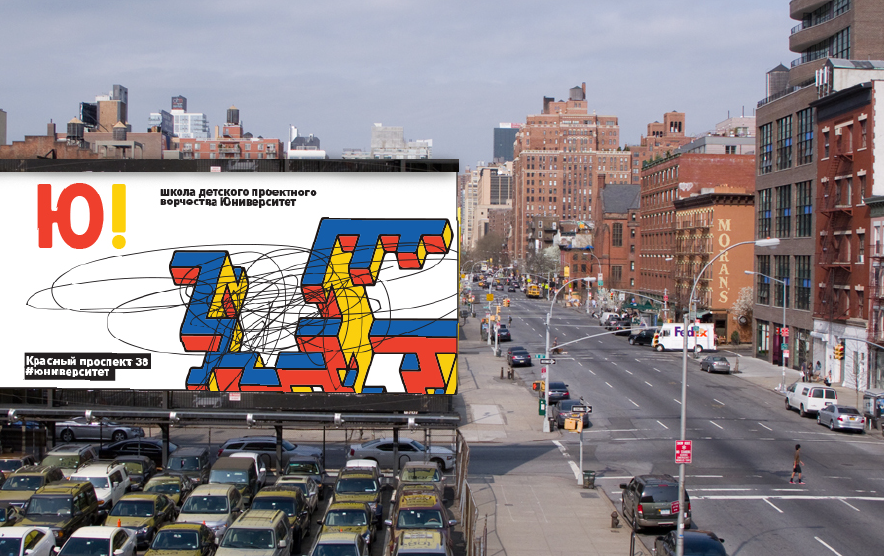 Ю!
школа детского проектного
ворчества Юниверситет
Красный проспект 38
#юниверситет
MORANS
FedEx